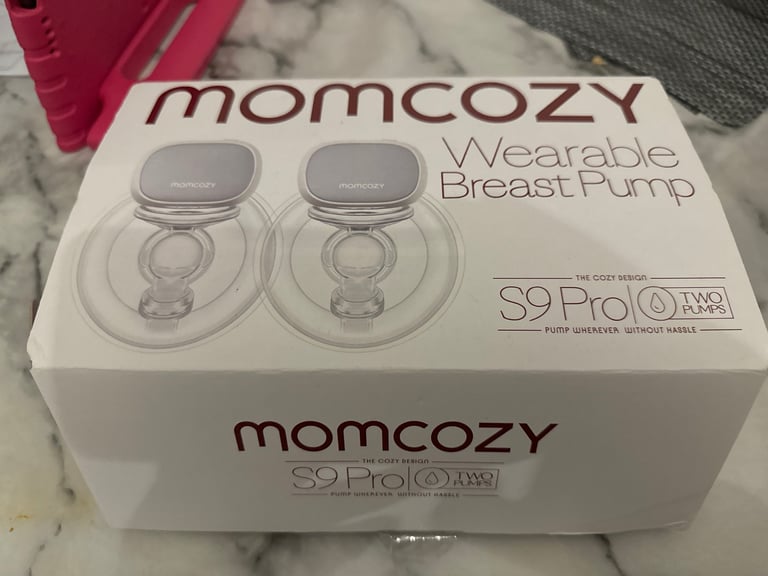 momcozy
Wearable
Breast Pump
momcozy
momcozy
THE COZY DESIGN
S9 Pro
TWO
PUMPS
PUMP WHEREVER WITHOUT HASSLE
momcozy
THE COZY DESIGN
S9 Pro
TWO
PUMPS
PUMP WHEREVER WITHOUT HASSLE